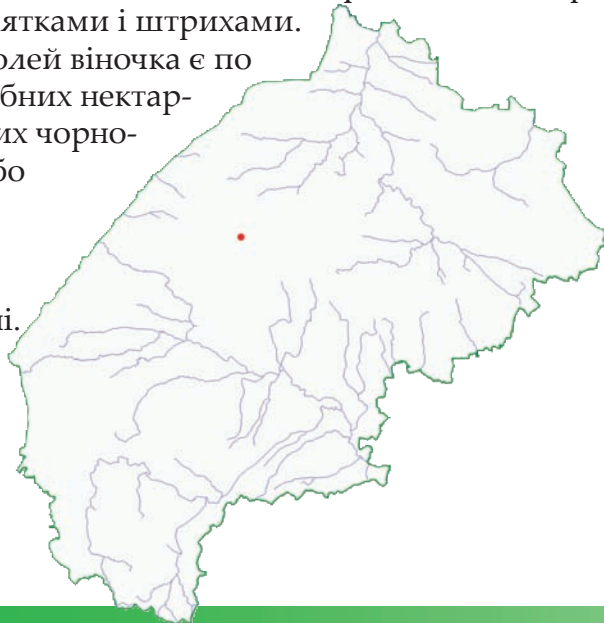 ятками і штрихами.
олей віночка є по
бних нектар-
их чорно-
бо
і.